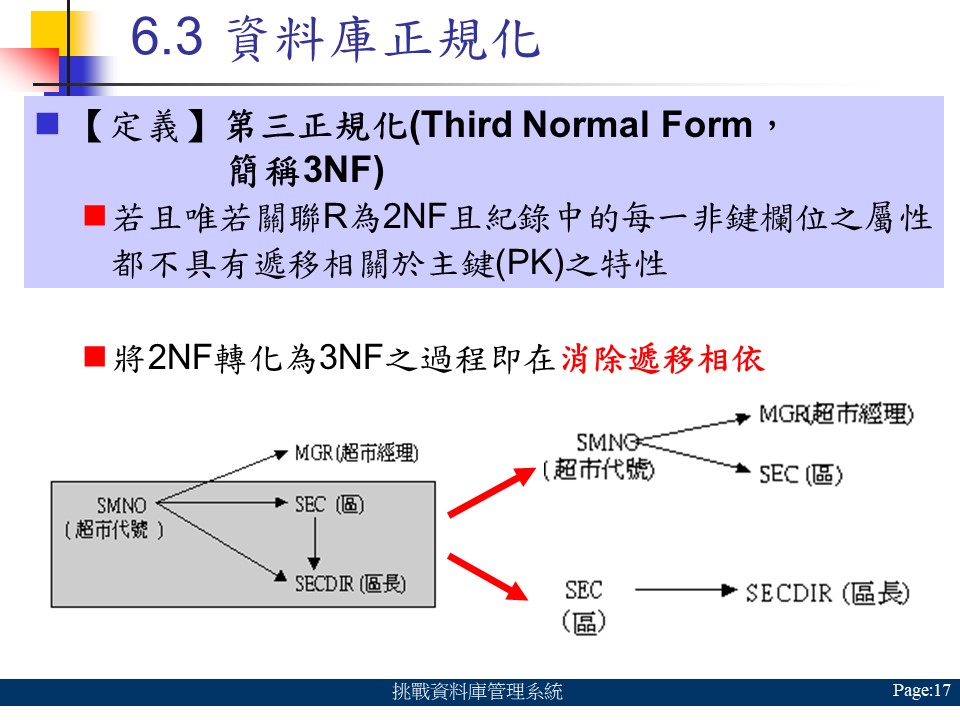 6.3 資料庫正規化
【定義】第三正規化(Third Normal Form，
簡稱3NF)
若且唯若關聯R為2NF且紀錄中的每一非鍵欄位之屬性
都不具有遞移相關於主鍵(PK)之特性
將2NF轉化為3NF之過程即在消除遞移相依
MGR (超市經理)
SMNO
(超市代號 )
SEC (區)
SECDIR (區長)
MGR(超市經理)
SMNO
(超市代號)
SEC (區)
SEC
(區)
SECDIR (區長)
挑戰資料庫管理系統
Page:17